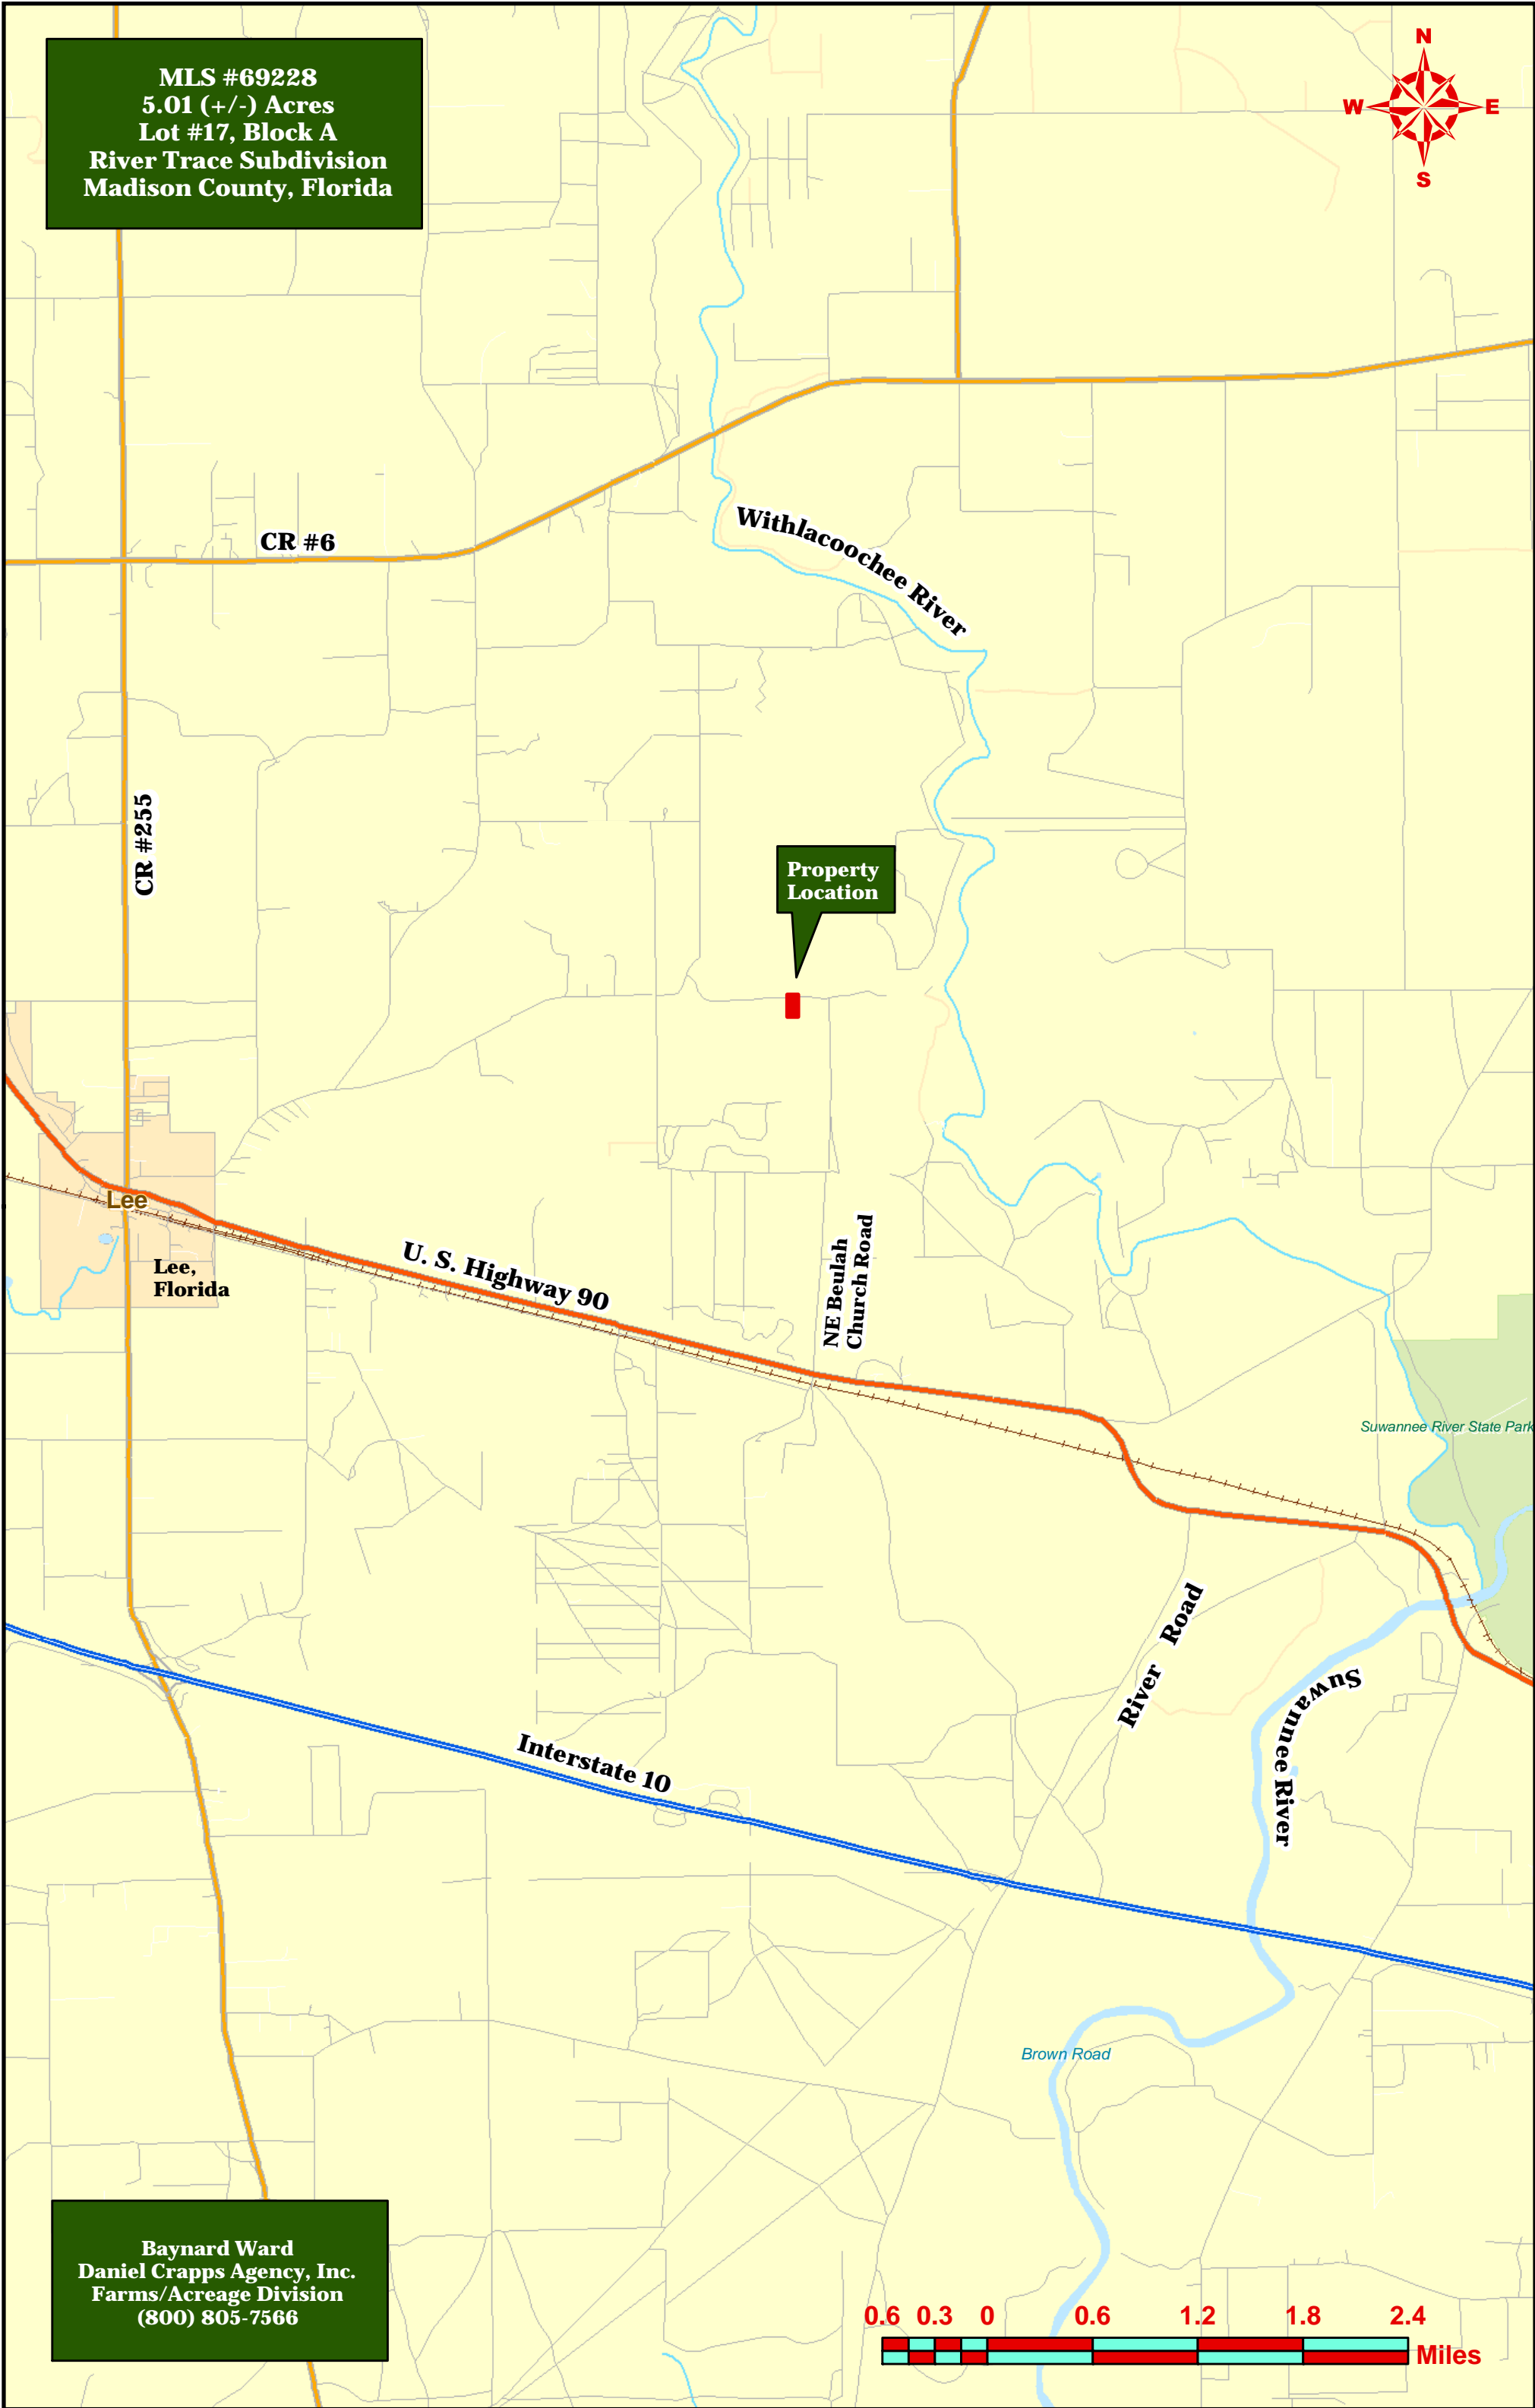 MLS #69228
5.01 (+/-) Acres
Lot #17, Block A
River Trace Subdivision
Madison County, Florida
N
W E
S
CR #6
Withlacoochee River
CR #255
Property
Location
Lee
Lee,
Florida
U. S. Highway 90
NE Beulah
Church Road
Suwannee River State Park
River Road
Suwannee River
Interstate 10
Brown Road
Baynard Ward
Daniel Crapps Agency, Inc.
Farms/Acreage Division
(800) 805-7566
0.6 0.3 0 0.6 1.2 1.8 2.4
Miles